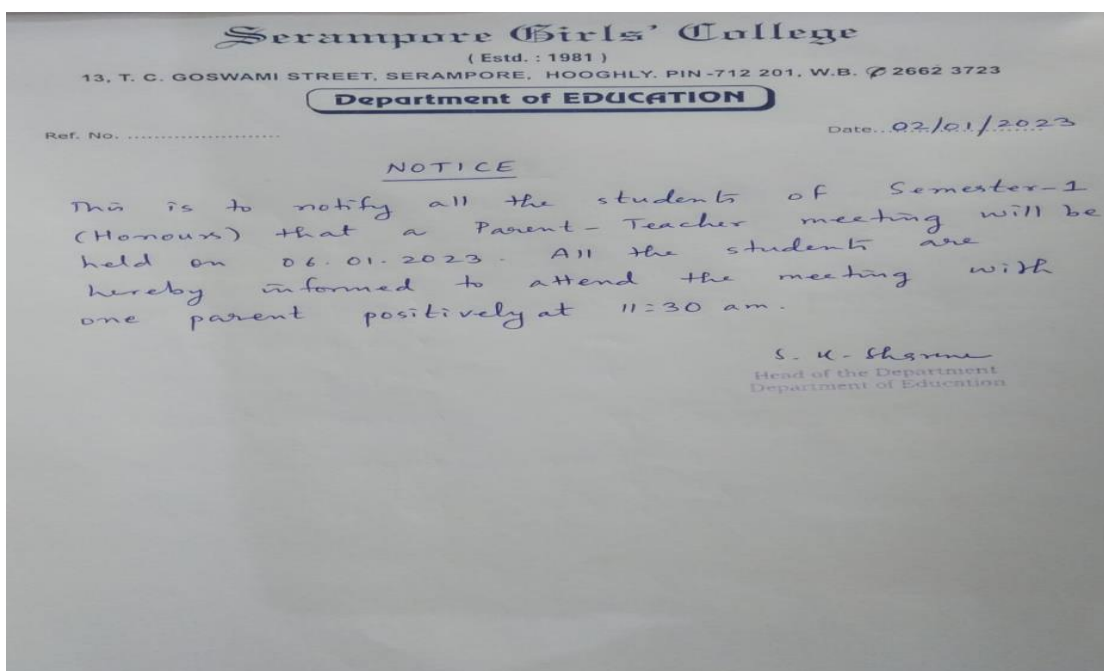 Serampore Girls' College
( Estd. : 1981 )
13, T. C. GOSWAMI STREET, SERAMPORE, HOOGHLY. PIN-712 201, W.B. ✆ 2662 3723
Department of EDUCATION
Ref. No. ........................ Date..02/01/2023
NOTICE
This is to notify all the students of Semester-1
(Honours) that a Parent-Teacher meeting will be
held on 06.01.2023. All the students are
hereby informed to attend the meeting with
one parent positively at 11:30 am.
S. K.
Head of the Department
Department of Education